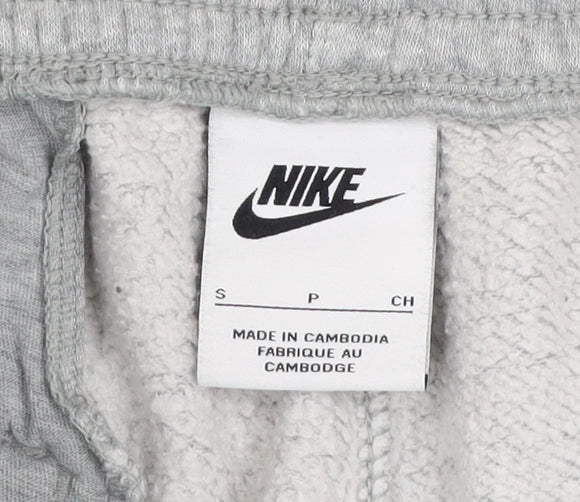 NIKE
S P CH
MADE IN CAMBODIA
FABRIQUE AU
CAMBODGE